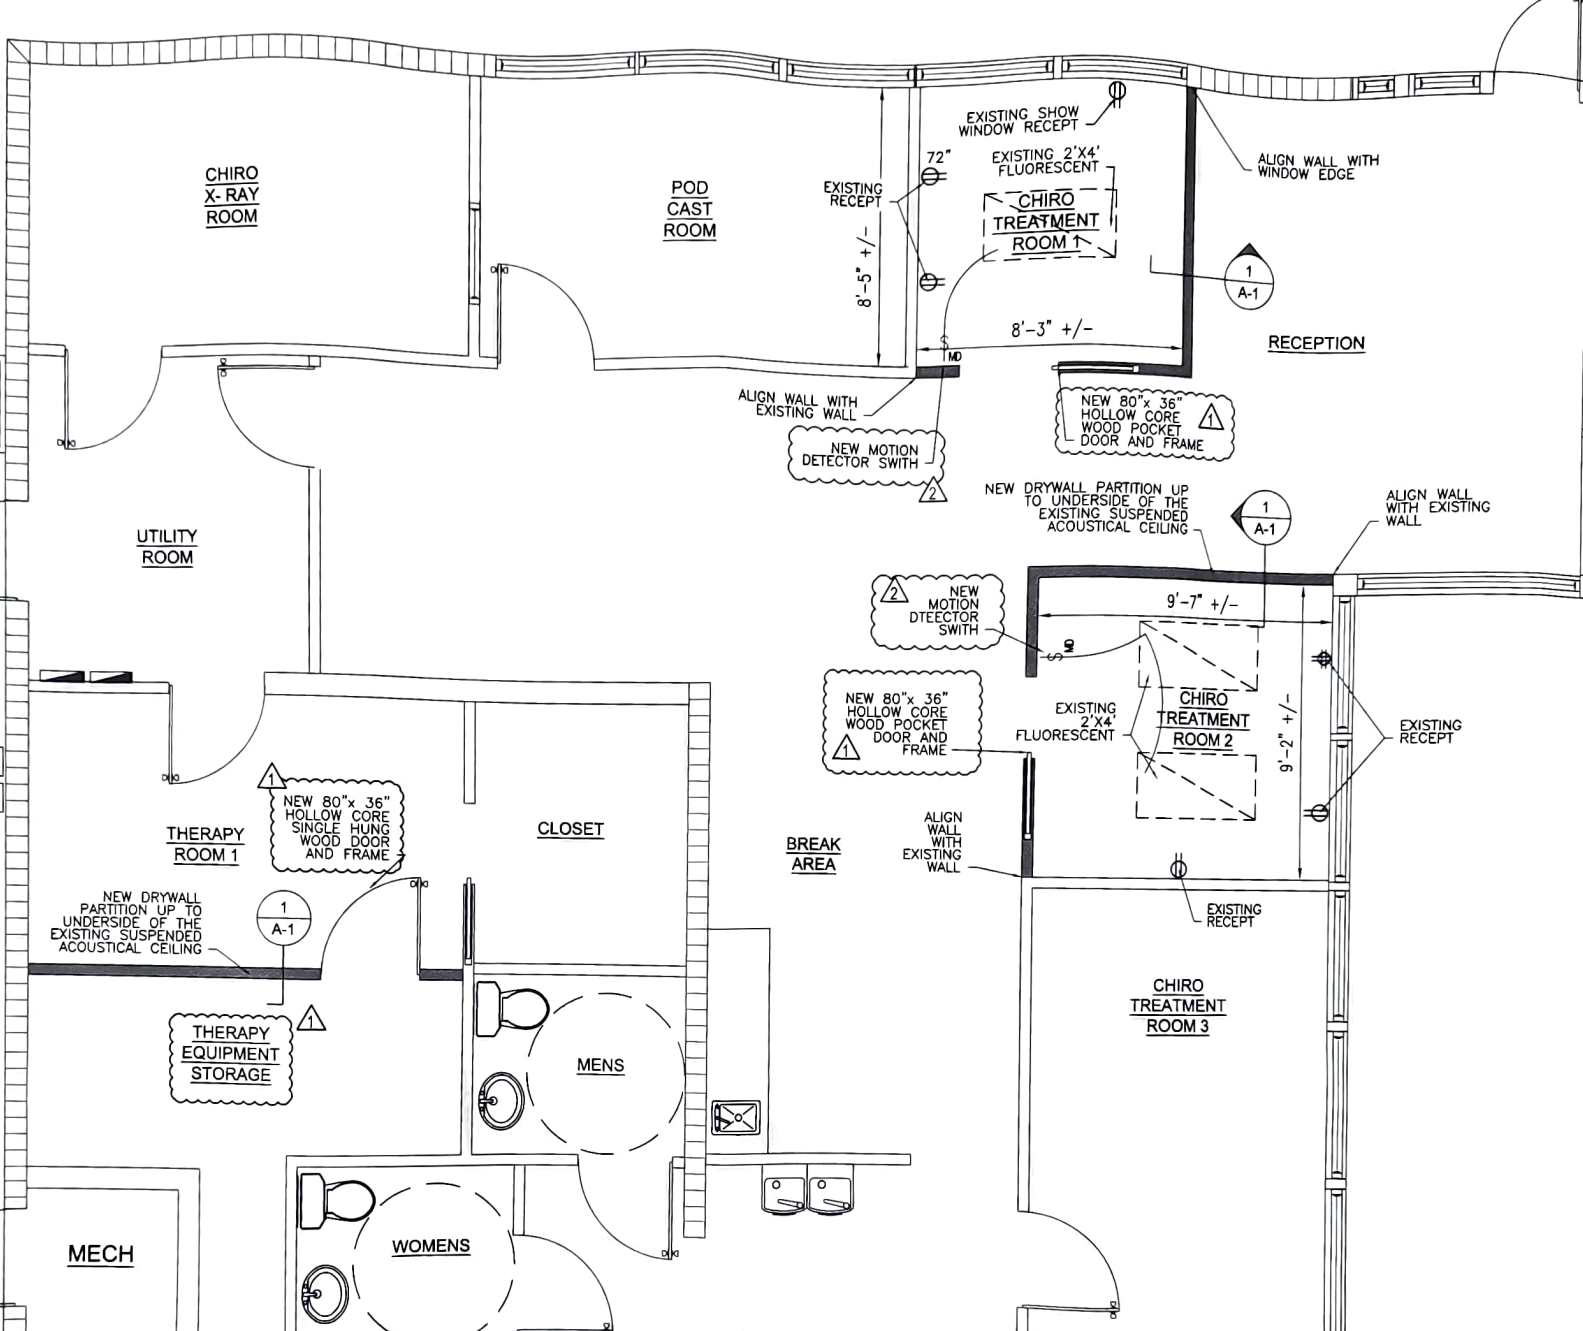 EXISTING SHOW
WINDOW RECEPT
72"
EXISTING 2'X4'
FLUORESCENT
ALIGN WALL WITH
WINDOW EDGE
CHIRO
X- RAY
ROOM
POD
CAST
ROOM
EXISTING
RECEPT
CHIRO
TREATMENT
ROOM 1
8'-5" +/-
1
A-1
8'-3" +/-
S
MD
RECEPTION
ALIGN WALL WITH
EXISTING WALL
NEW 80"x 36"
HOLLOW CORE
WOOD POCKET
DOOR AND FRAME
1
NEW MOTION
DETECTOR SWITH
2
NEW DRYWALL PARTITION UP
TO UNDERSIDE OF THE
EXISTING SUSPENDED
ACOUSTICAL CEILING
1
A-1
ALIGN WALL
WITH EXISTING
WALL
UTILITY
ROOM
2
NEW
MOTION
DTEECTOR
SWITH
9'-7" +/-
S
MD
NEW 80"x 36"
HOLLOW CORE
WOOD POCKET
DOOR AND
FRAME
1
EXISTING
2'X4'
FLUORESCENT
CHIRO
TREATMENT
ROOM 2
9'-2" +/-
EXISTING
RECEPT
1
NEW 80"x 36"
HOLLOW CORE
SINGLE HUNG
WOOD DOOR
AND FRAME
THERAPY
ROOM 1
CLOSET
BREAK
AREA
ALIGN
WALL
WITH
EXISTING
WALL
NEW DRYWALL
PARTITION UP TO
UNDERSIDE OF THE
EXISTING SUSPENDED
ACOUSTICAL CEILING
1
A-1
EXISTING
RECEPT
THERAPY
EQUIPMENT
STORAGE
1
CHIRO
TREATMENT
ROOM 3
MENS
MECH
WOMENS